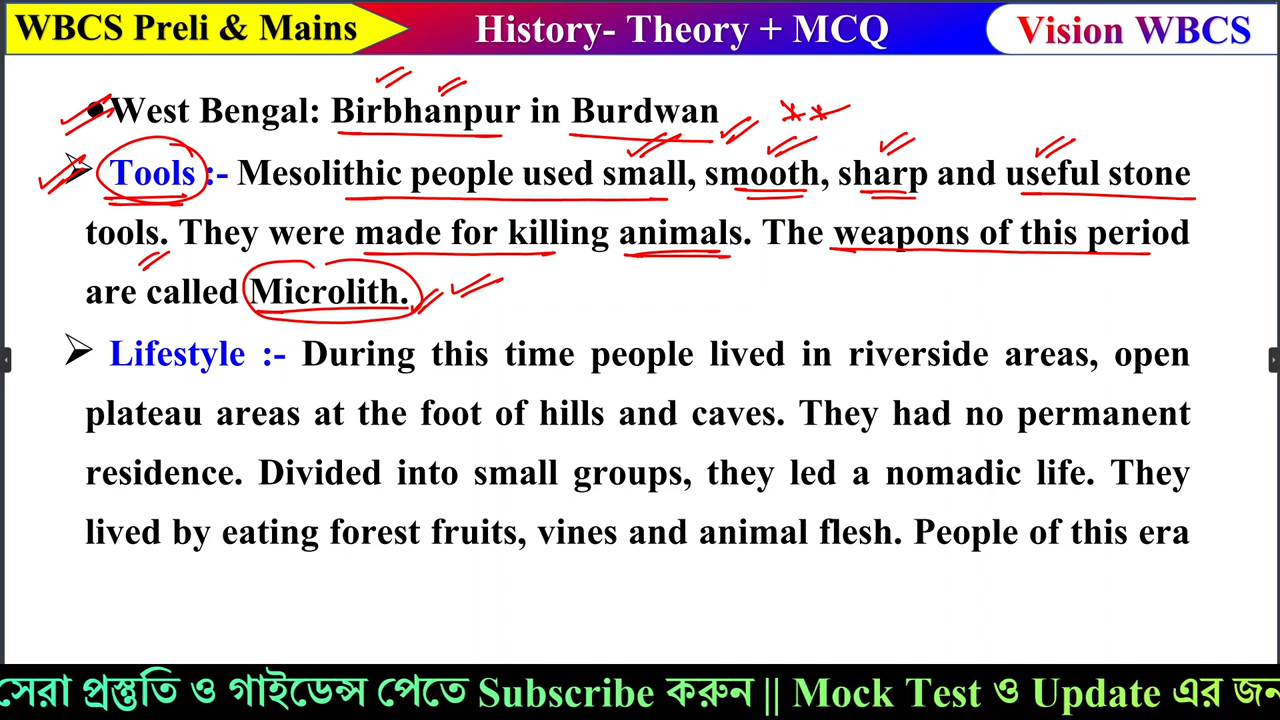 WBCS Preli & Mains
History- Theory + MCQ
Vision WBCS
• West Bengal: Birbhanpur in Burdwan
➢ Tools :- Mesolithic people used small, smooth, sharp and useful stone
tools. They were made for killing animals. The weapons of this period
are called Microlith.
➢ Lifestyle :- During this time people lived in riverside areas, open
plateau areas at the foot of hills and caves. They had no permanent
residence. Divided into small groups, they led a nomadic life. They
lived by eating forest fruits, vines and animal flesh. People of this era
সেরা প্রস্তুতি ও গাইডেন্স পেতে Subscribe করুন || Mock Test ও Update এর